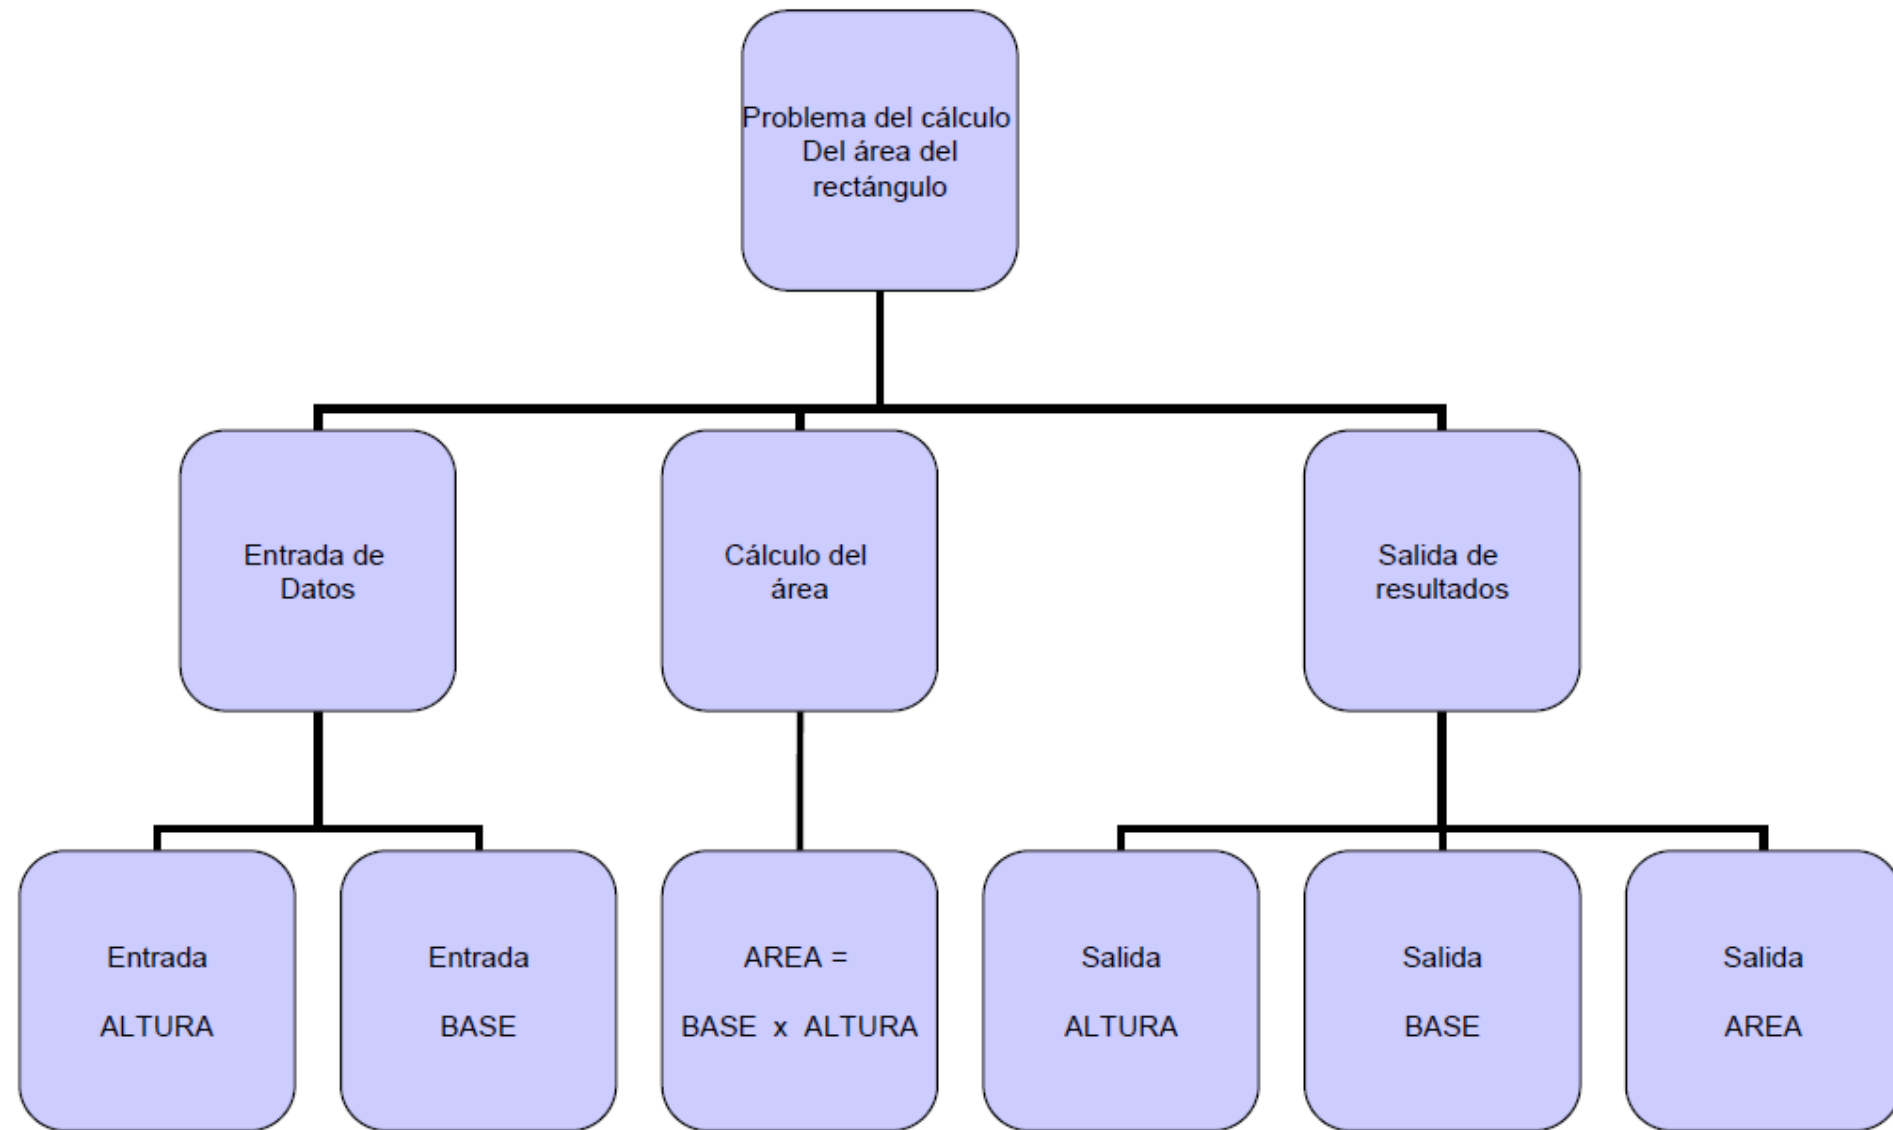 Problema del cálculo
Del área del
rectángulo
Entrada de
Datos
Cálculo del
área
Salida de
resultados
Entrada
ALTURA
Entrada
BASE
AREA =
BASE x ALTURA
Salida
ALTURA
Salida
BASE
Salida
AREA